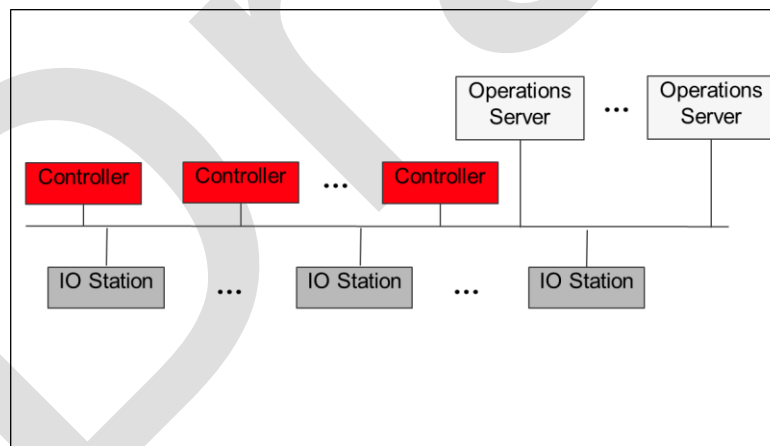 Operations
Server
...
Operations
Server
Controller
Controller
...
Controller
IO Station
...
IO Station
...
IO Station